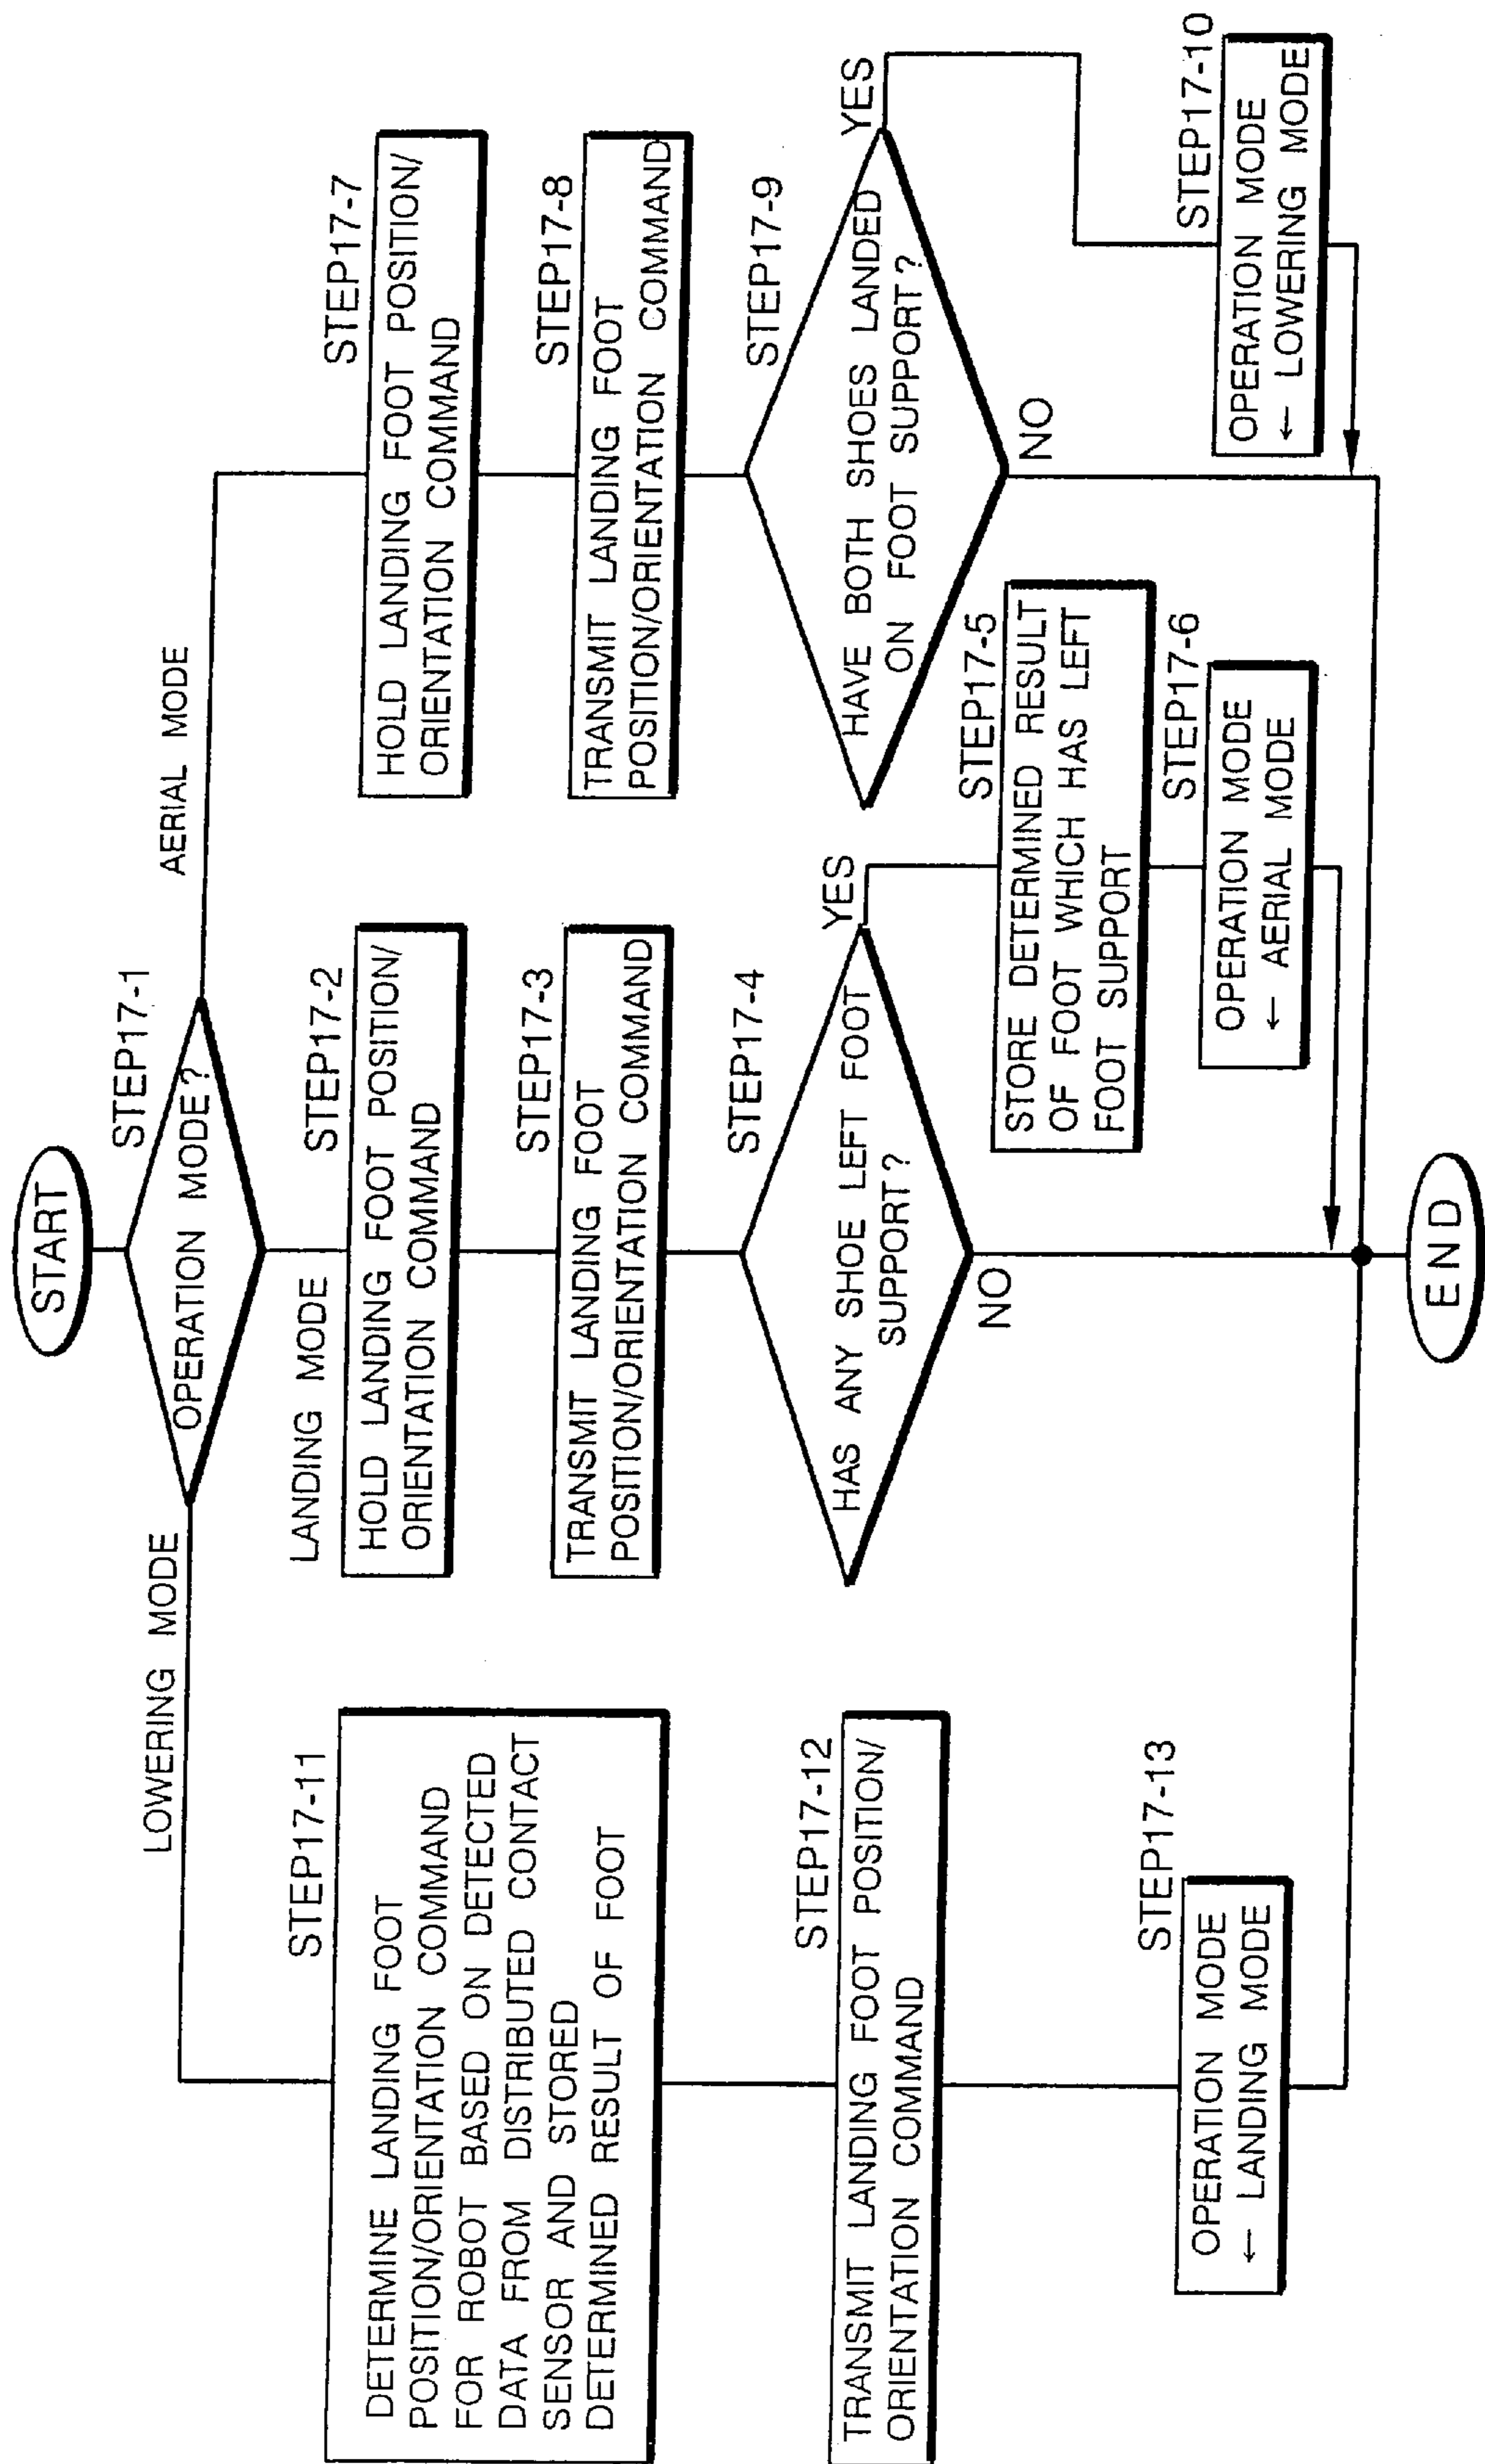 START
STEP17-1
OPERATION MODE?
LOWERING MODE
STEP17-11
DETERMINE LANDING FOOT
POSITION/ORIENTATION COMMAND
FOR ROBOT BASED ON DETECTED
DATA FROM DISTRIBUTED CONTACT
SENSOR AND STORED
DETERMINED RESULT OF FOOT
STEP17-12
TRANSMIT LANDING FOOT POSITION/
ORIENTATION COMMAND
STEP17-13
OPERATION MODE
← LANDING MODE
LANDING MODE
STEP17-2
HOLD LANDING FOOT POSITION/
ORIENTATION COMMAND
STEP17-3
TRANSMIT LANDING FOOT
POSITION/ORIENTATION COMMAND
STEP17-4
HAS ANY SHOE LEFT FOOT
SUPPORT?
YES
NO
STEP17-5
STORE DETERMINED RESULT
OF FOOT WHICH HAS LEFT
FOOT SUPPORT
STEP17-6
OPERATION MODE
← AERIAL MODE
AERIAL MODE
STEP17-7
HOLD LANDING FOOT POSITION/
ORIENTATION COMMAND
STEP17-8
TRANSMIT LANDING FOOT
POSITION/ORIENTATION COMMAND
STEP17-9
HAVE BOTH SHOES LANDED
ON FOOT SUPPORT?
YES
NO
STEP17-10
OPERATION MODE
← LOWERING MODE
END